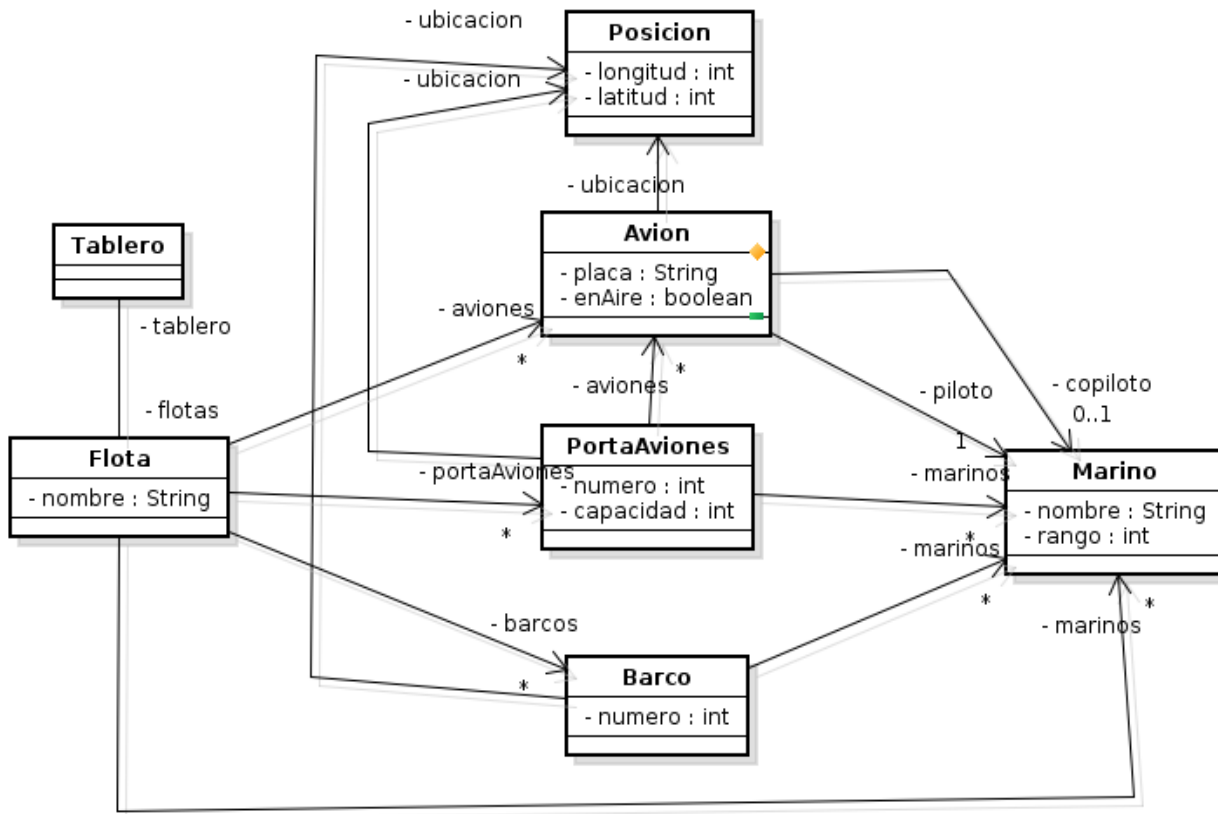 - ubicacion
Posicion
- longitud : int
- latitud : int
- ubicacion
- ubicacion
Tablero
- tablero
Avion
- placa : String
- enAire : boolean
- aviones
*
- aviones
*
- piloto
1
- copiloto
0..1
- flotas
Flota
- nombre : String
- portaAviones
*
PortaAviones
- numero : int
- capacidad : int
- marinos
*
Marino
- nombre : String
- rango : int
- marinos
*
- barcos
*
Barco
- numero : int
- marinos
*